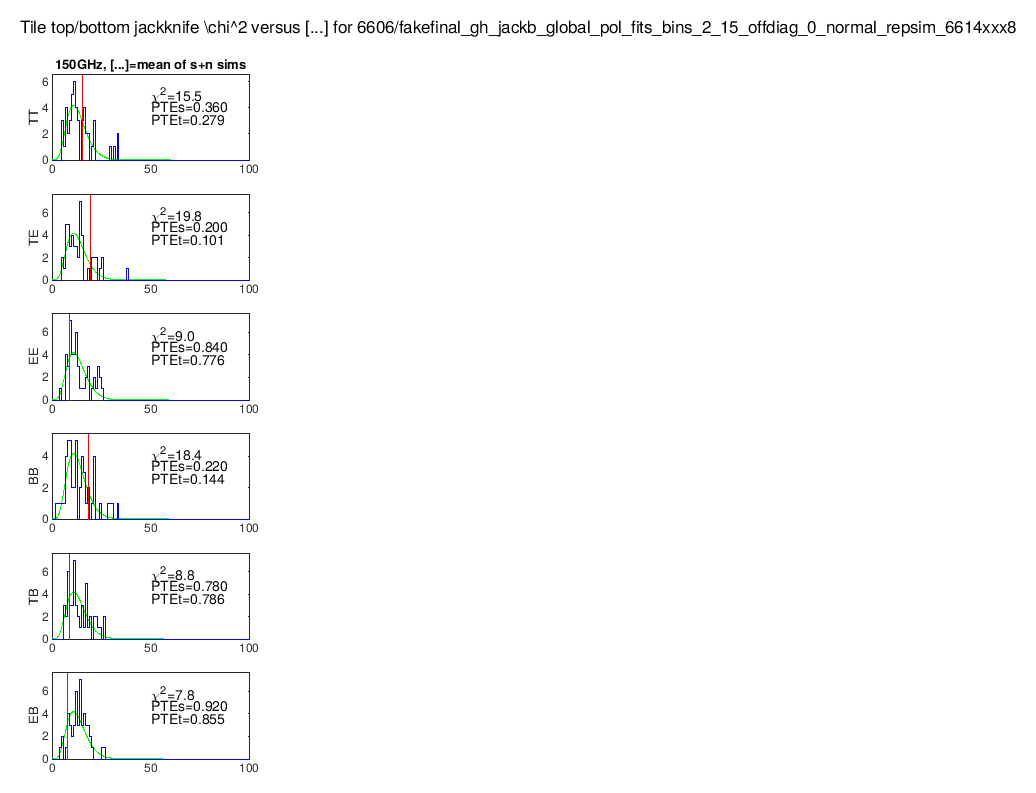 Tile top/bottom jackknife \chi^2 versus [...] for 6606/fakefinal_gh_jackb_global_pol_fits_bins_2_15_offdiag_0_normal_repsim_6614xxx8
150GHz, [...]=mean of s+n sims
TT
6
4
2
0
0
50
100
χ2=15.5
PTEs=0.360
PTEt=0.279
TE
6
4
2
0
0
50
100
χ2=19.8
PTEs=0.200
PTEt=0.101
EE
6
4
2
0
0
50
100
χ2=9.0
PTEs=0.840
PTEt=0.776
BB
4
2
0
0
50
100
χ2=18.4
PTEs=0.220
PTEt=0.144
TB
6
4
2
0
0
50
100
χ2=8.8
PTEs=0.780
PTEt=0.786
EB
6
4
2
0
0
50
100
χ2=7.8
PTEs=0.920
PTEt=0.855